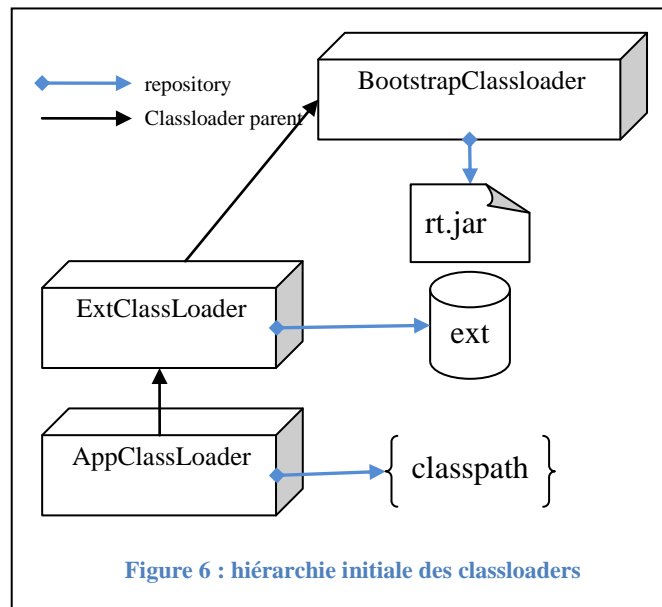 repository
Classloader parent
BootstrapClassloader
rt.jar
ExtClassLoader
ext
AppClassLoader
{ classpath }
Figure 6 : hiérarchie initiale des classloaders